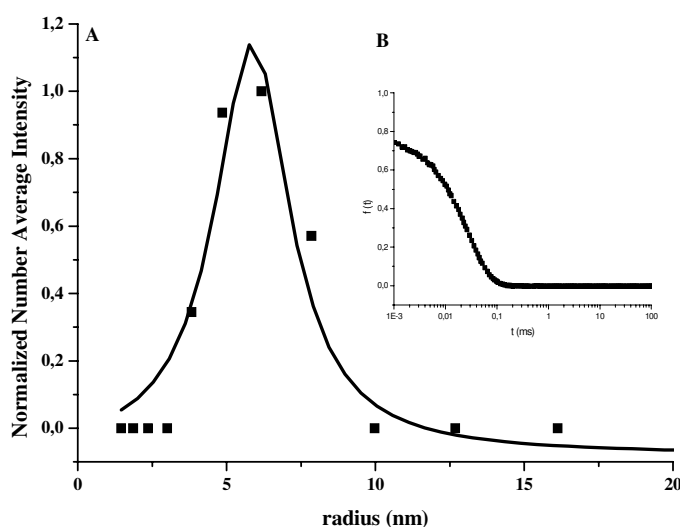 A
B
Normalized Number Average Intensity
1,2
1,0
0,8
0,6
0,4
0,2
0,0
0 5 10 15 20
radius (nm)
f (t)
1,0
0,8
0,6
0,4
0,2
0,0
1E-3 0,01 0,1 1 10 100
t (ms)